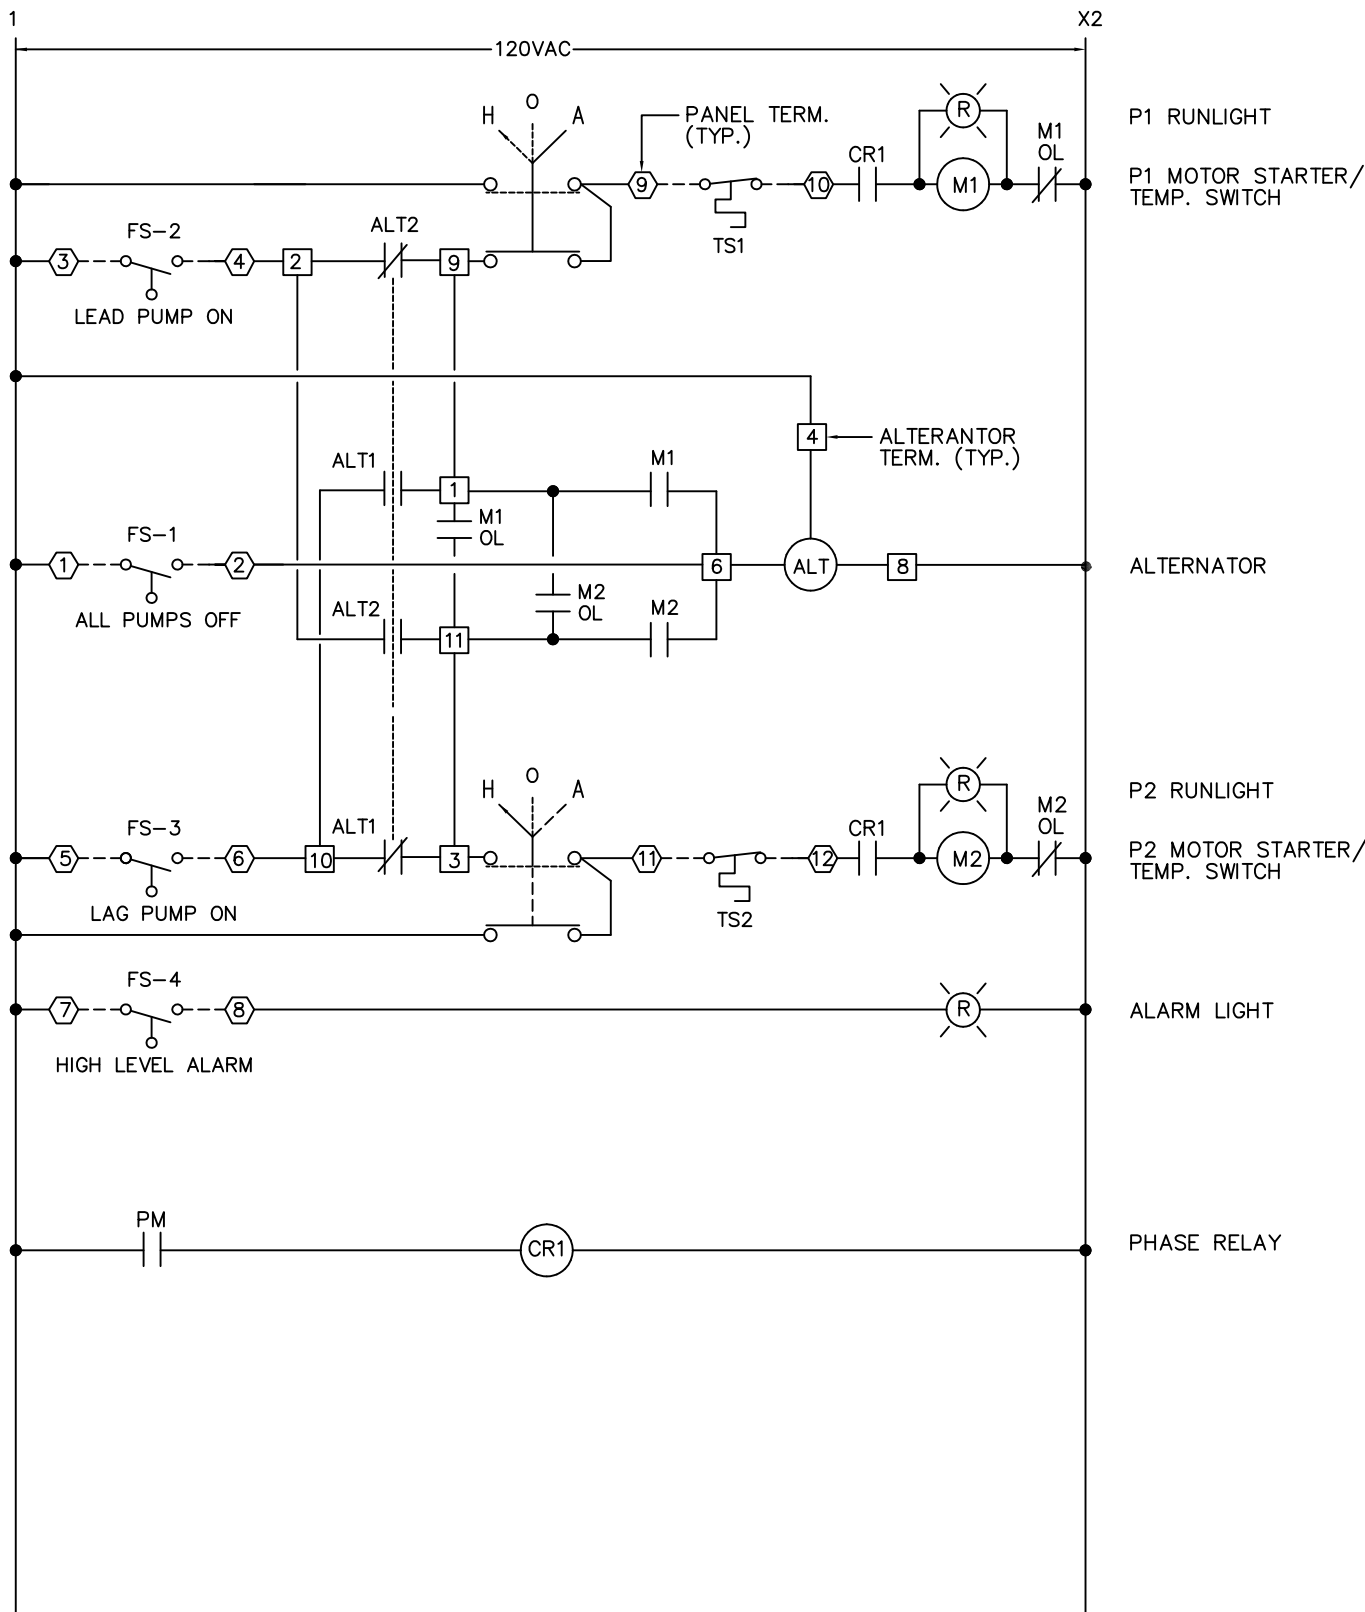 1
X2
120VAC
H
O
A
PANEL TERM.
(TYP.)
R
P1 RUNLIGHT
M1
OL
CR1
9
10
M1
P1 MOTOR STARTER/
TEMP. SWITCH
TS1
FS-2
ALT2
3
4
2
9
LEAD PUMP ON
4
ALTERANTOR
TERM. (TYP.)
ALT1
M1
1
M1
OL
FS-1
1
2
6
ALT
8
ALTERNATOR
ALL PUMPS OFF
ALT2
M2
OL
M2
11
H
O
A
R
P2 RUNLIGHT
M2
OL
FS-3
ALT1
CR1
5
6
10
3
11
12
M2
P2 MOTOR STARTER/
TEMP. SWITCH
LAG PUMP ON
TS2
FS-4
7
8
R
ALARM LIGHT
HIGH LEVEL ALARM
PM
CR1
PHASE RELAY